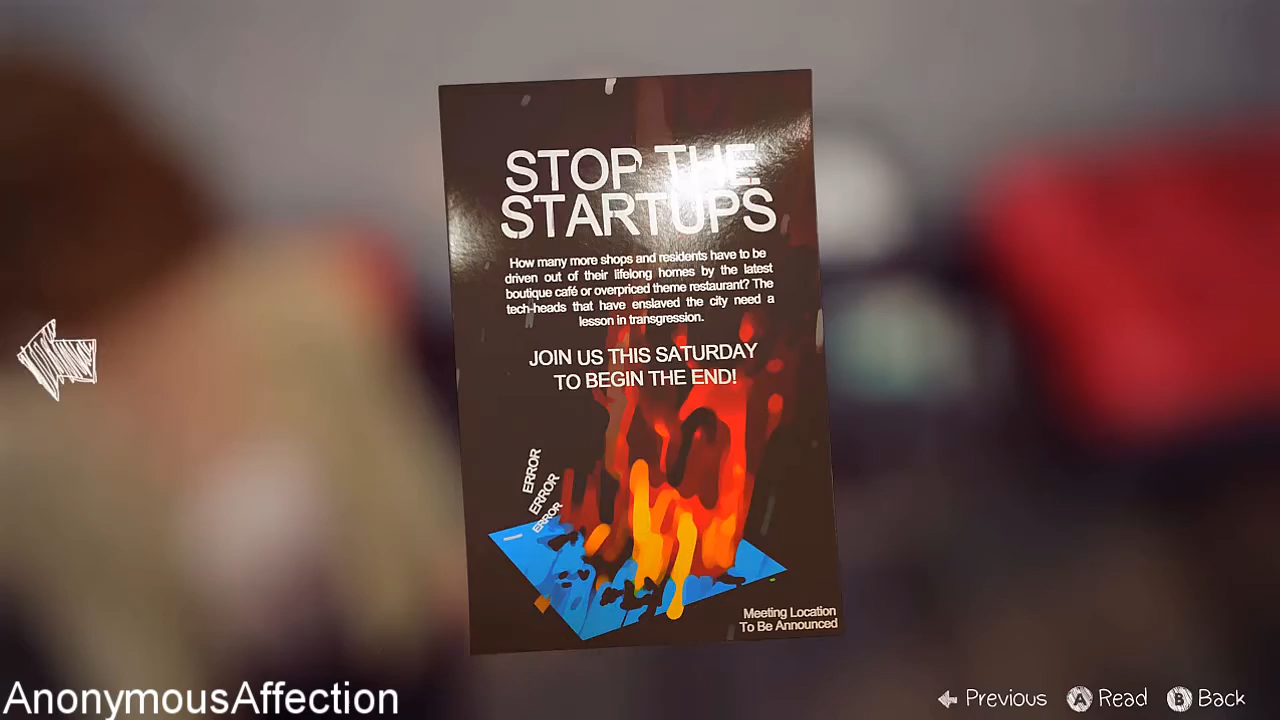 STOP THE
STARTUPS
How many more shops and residents have to be
driven out of their lifelong homes by the latest
boutique café or overpriced theme restaurant? The
tech-heads that have enslaved the city need a
lesson in transgression.
JOIN US THIS SATURDAY
TO BEGIN THE END!
ERROR
ERROR
ERROR
Meeting Location
To Be Announced
AnonymousAffection
Previous
A Read
B Back